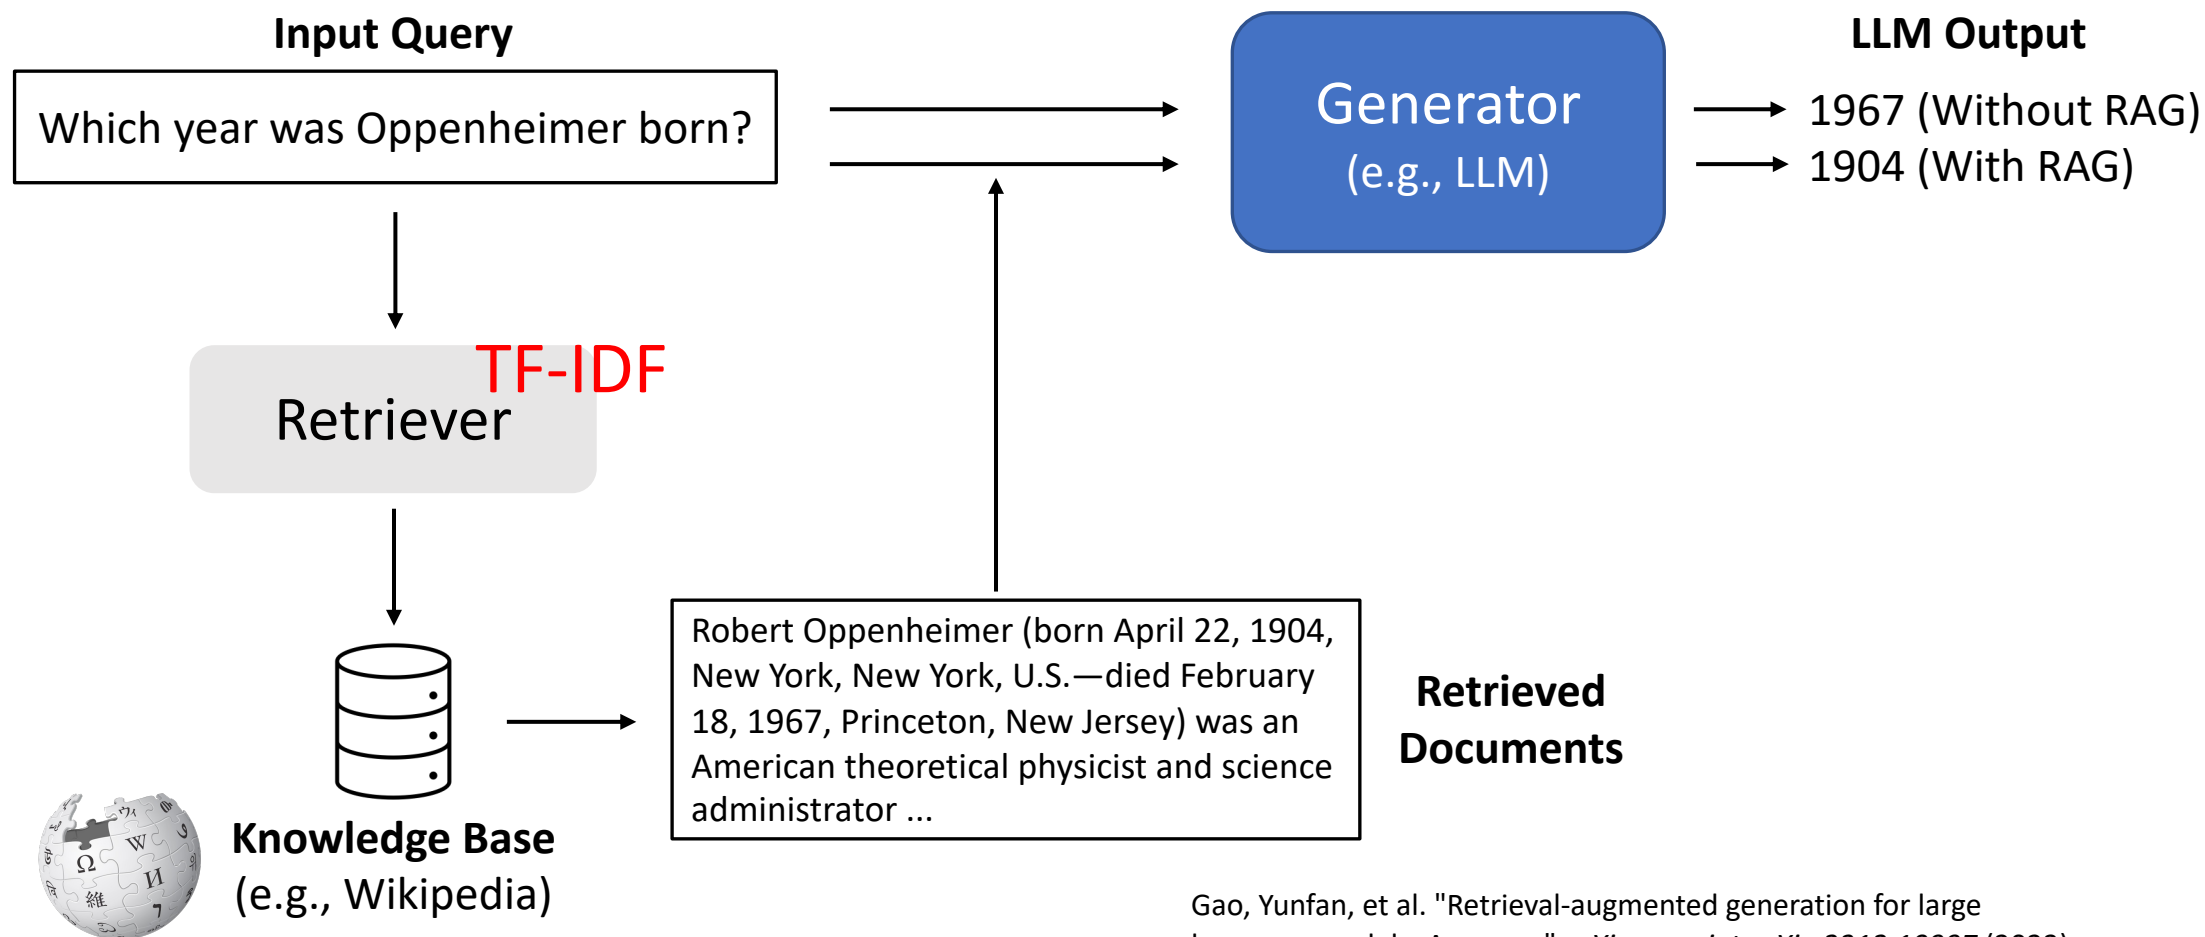 Input Query
Which year was Oppenheimer born?
Generator
(e.g., LLM)
LLM Output
1967 (Without RAG)
1904 (With RAG)
TF-IDF
Retriever
Robert Oppenheimer (born April 22, 1904,
New York, New York, U.S.—died February
18, 1967, Princeton, New Jersey) was an
American theoretical physicist and science
administrator ...
Retrieved
Documents
Ω
W
И
維
7
Knowledge Base
(e.g., Wikipedia)
Gao, Yunfan, et al. "Retrieval-augmented generation for large